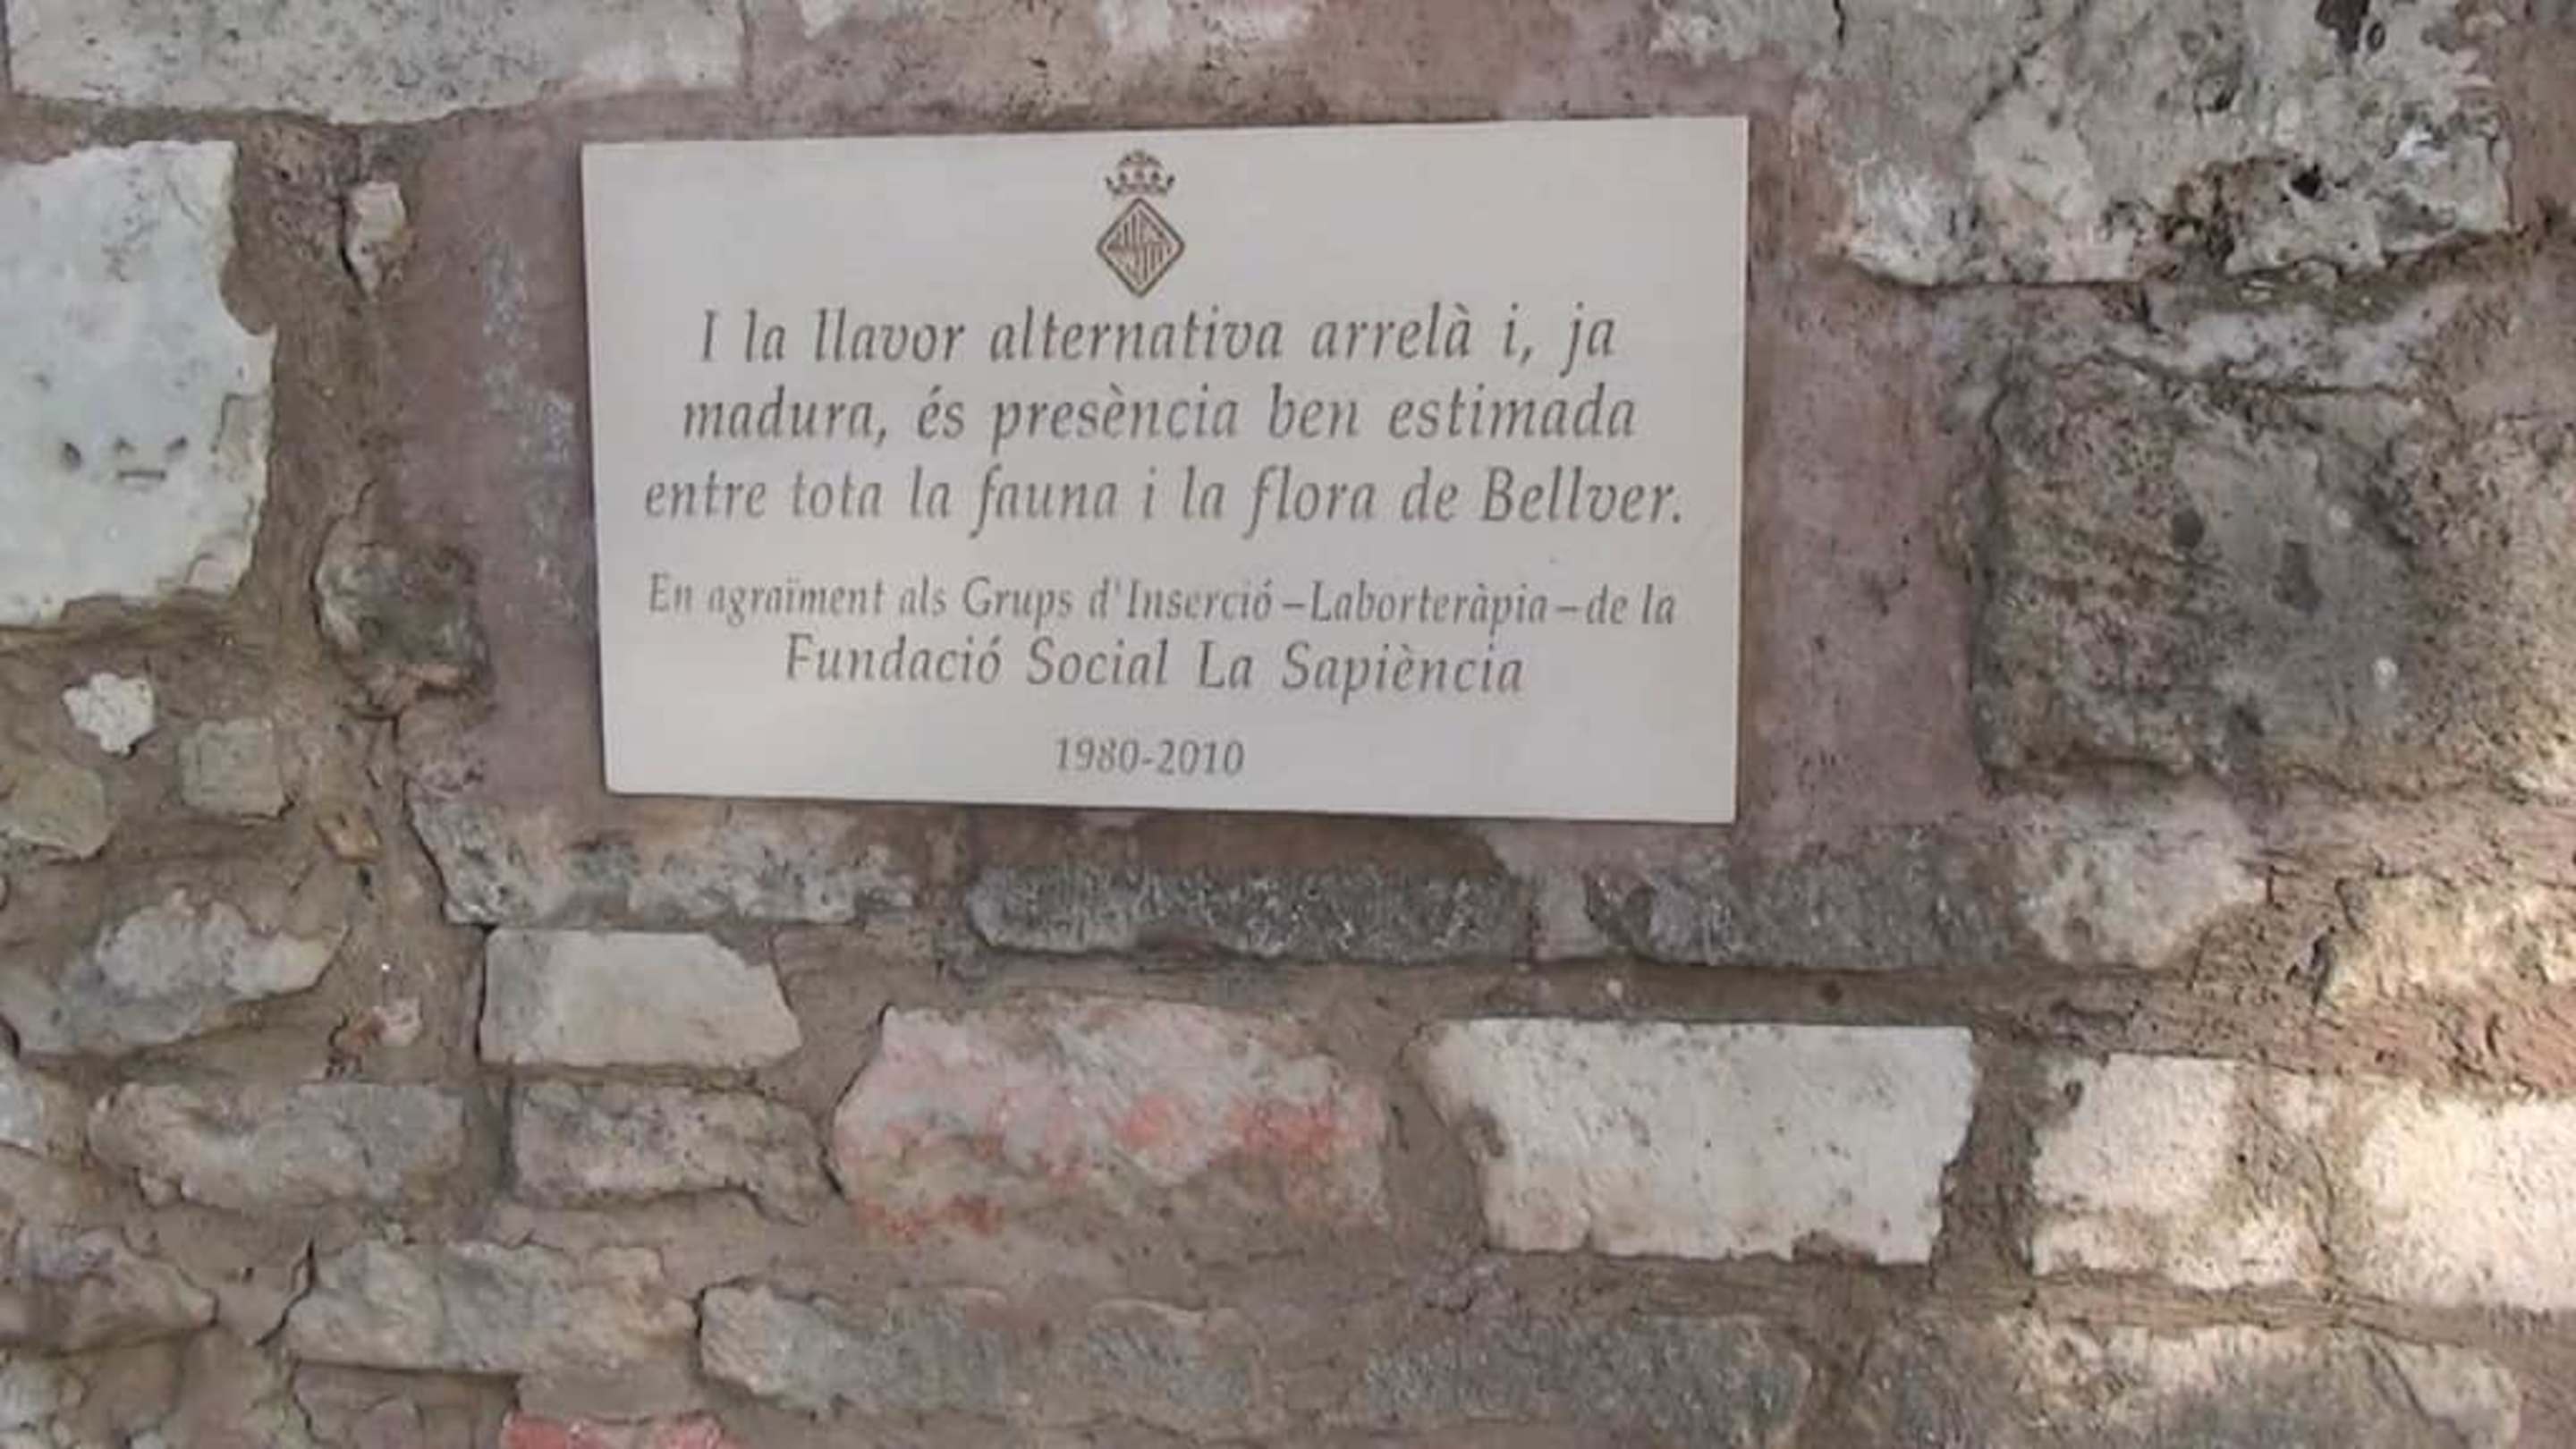 I la llavor alternativa arrelà i, ja
madura, és presència ben estimada
entre tota la fauna i la flora de Bellver.
En agraïment als Grups d'Inserció–Laborteràpia–de la
Fundació Social La Sapiència
1980-2010